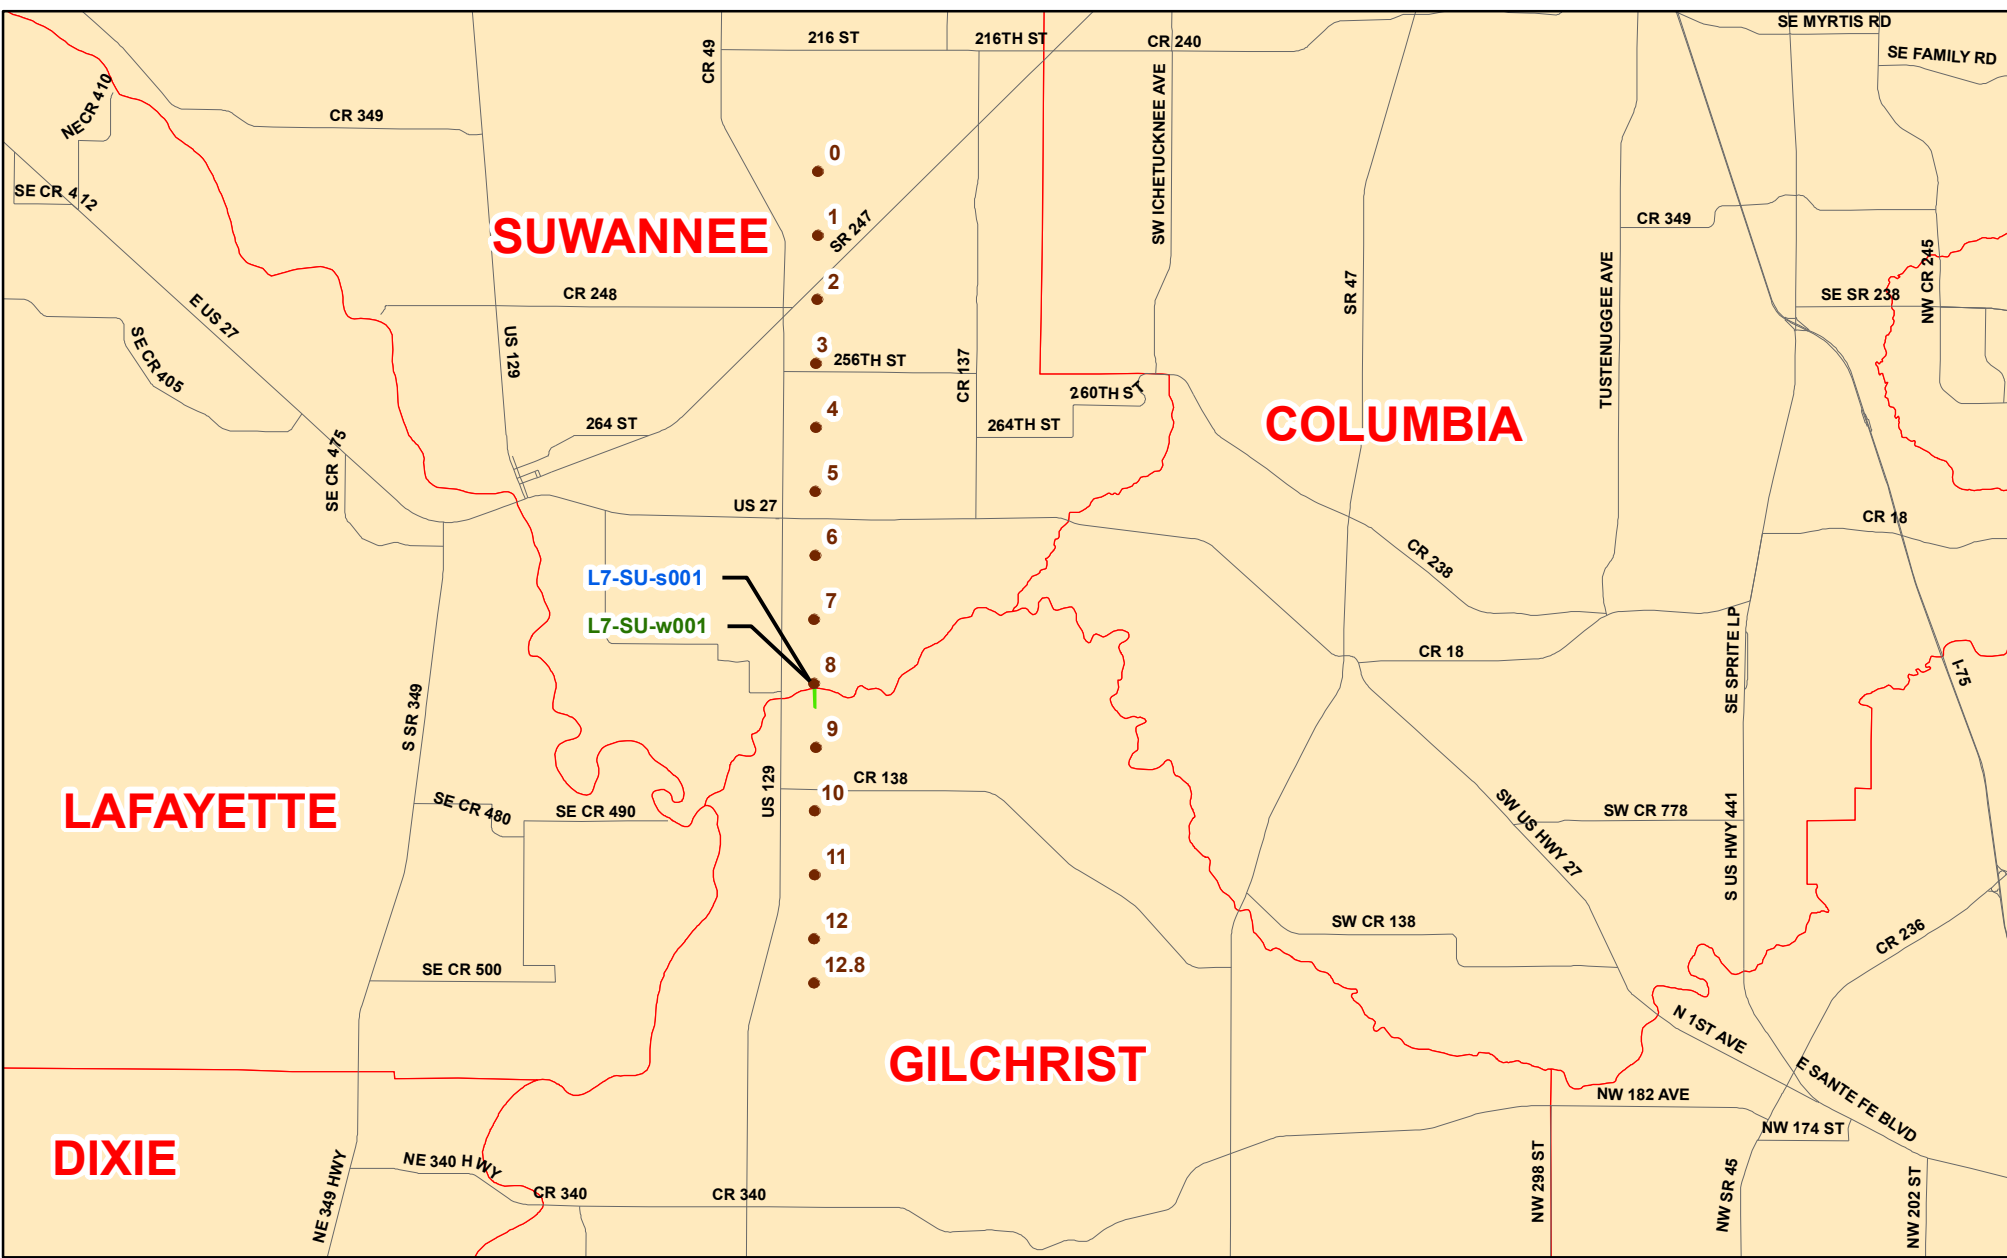 SE MYRTIS RD
216 ST
216TH ST
CR 240
CR 49
SE FAMILY RD
NECR 410
CR 349
SW ICHETUCKNEE AVE
0
SE CR 412
SUWANNEE
1
SR 247
CR 349
NW CR 245
TUSTENUGGEE AVE
SR 47
E US 27
CR 248
2
SE SR 238
SE CR 405
US 129
3
256TH ST
CR 137
260TH ST
4
264 ST
264TH ST
COLUMBIA
SE CR 475
5
US 27
CR 18
6
CR 238
L7-SU-s001
7
L7-SU-w001
8
CR 18
SE SPRITE LP
I-75
S SR 349
9
US 129
CR 138
10
LAFAYETTE
SE CR 480
SE CR 490
SW US HWY 27
SW CR 778
S US HWY 441
11
12
SW CR 138
CR 236
SE CR 500
12.8
N 1ST AVE
GILCHRIST
E SANTE FE BLVD
NW 182 AVE
NW 174 ST
DIXIE
NE 340 HWY
NE 349 HWY
CR 340
CR 340
NW 298 ST
NW SR 45
NW 202 ST